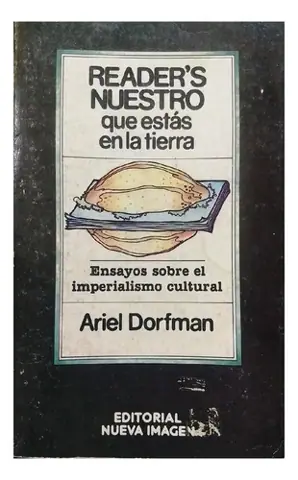 READER'S
NUESTRO
que estás
en la tierra
Ensayos sobre el
imperialismo cultural
Ariel Dorfman
EDITORIAL
NUEVA IMAGEN